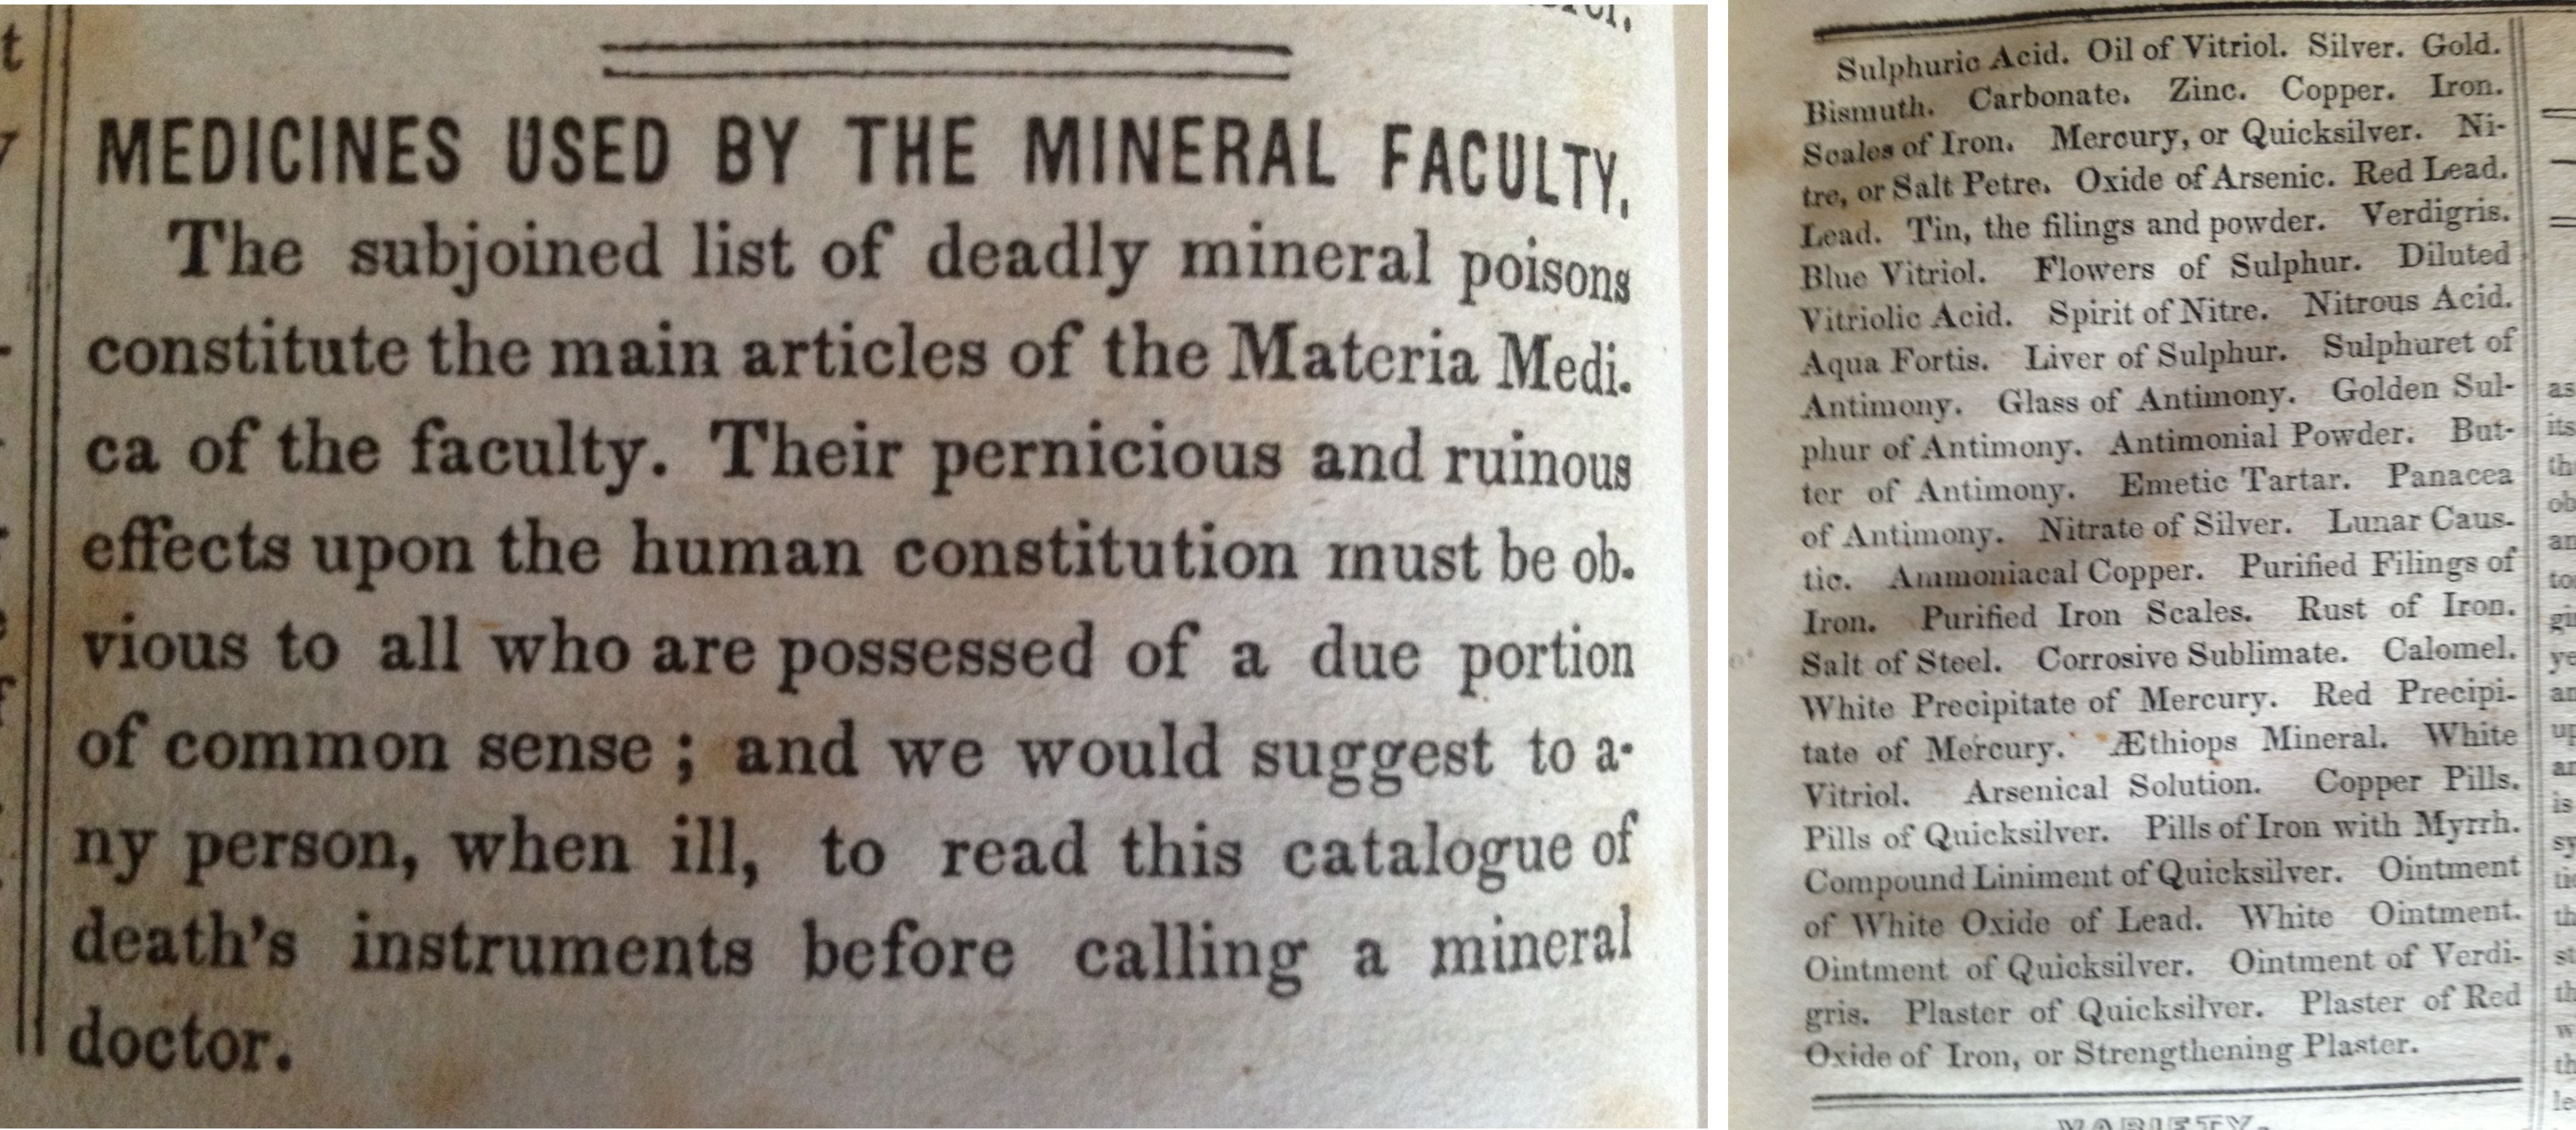 MEDICINES USED BY THE MINERAL FACULTY.
The subjoined list of deadly mineral poisons
constitute the main articles of the Materia Medi-
ca of the faculty. Their pernicious and ruinous
effects upon the human constitution must be ob-
vious to all who are possessed of a due portion
of common sense ; and we would suggest to a-
ny person, when ill, to read this catalogue of
death's instruments before calling a mineral
doctor.
Sulphuric Acid. Oil of Vitriol. Silver. Gold.
Bismuth. Carbonate. Zinc. Copper. Iron.
Scales of Iron. Mercury, or Quicksilver. Ni-
tre, or Salt Petre. Oxide of Arsenic. Red Lead.
Lead. Tin, the filings and powder. Verdigris.
Blue Vitriol. Flowers of Sulphur. Diluted
Vitriolic Acid. Spirit of Nitre. Nitrous Acid.
Aqua Fortis. Liver of Sulphur. Sulphuret of
Antimony. Glass of Antimony. Golden Sul-
phur of Antimony. Antimonial Powder. But-
ter of Antimony. Emetic Tartar. Panacea
of Antimony. Nitrate of Silver. Lunar Caus-
tic. Ammoniacal Copper. Purified Filings of
Iron. Purified Iron Scales. Rust of Iron.
Salt of Steel. Corrosive Sublimate. Calomel.
White Precipitate of Mercury. Red Precipi-
tate of Mercury. Æthiops Mineral. White
Vitriol. Arsenical Solution. Copper Pills.
Pills of Quicksilver. Pills of Iron with Myrrh.
Compound Liniment of Quicksilver. Ointment
of White Oxide of Lead. White Ointment.
Ointment of Quicksilver. Ointment of Verdi-
gris. Plaster of Quicksilver. Plaster of Red
Oxide of Iron, or Strengthening Plaster.